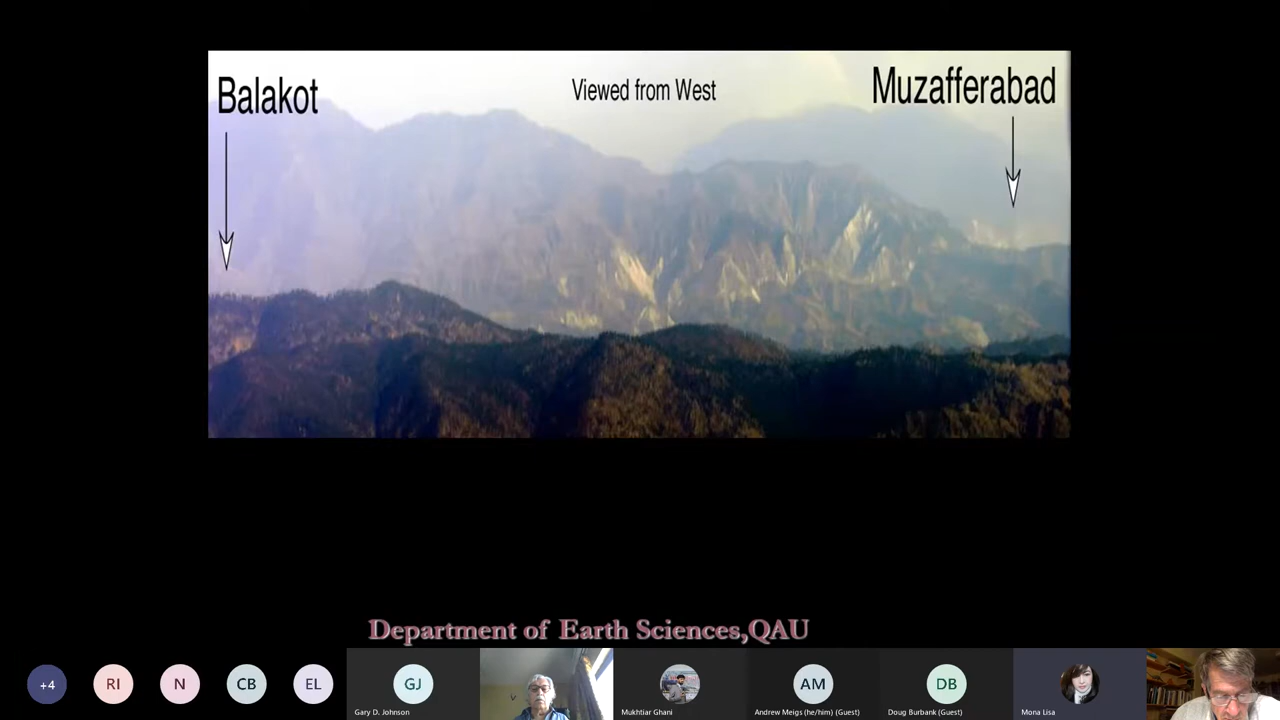 Balakot
Viewed from West
Muzafferabad
Department of Earth Sciences,QAU
+4
RI
N
CB
EL
GJ
AM
DB
Gary D. Johnson
Mukhtiar Ghani
Andrew Meigs (he/him) (Guest)
Doug Burbank (Guest)
Mona Lisa